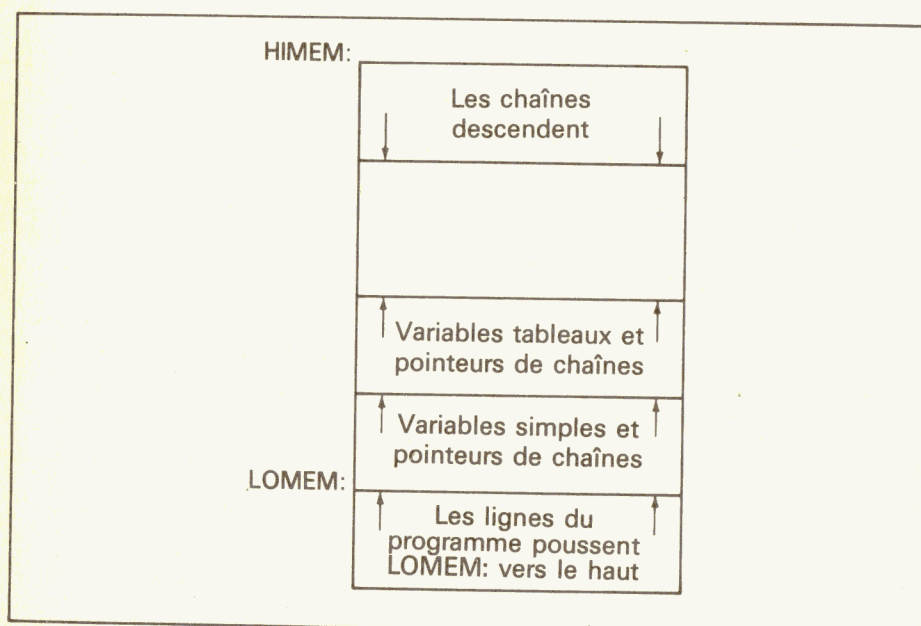 HIMEM:
Les chaînes
descendent
Variables tableaux et
pointeurs de chaînes
Variables simples et
pointeurs de chaînes
LOMEM:
Les lignes du
programme poussent
LOMEM: vers le haut